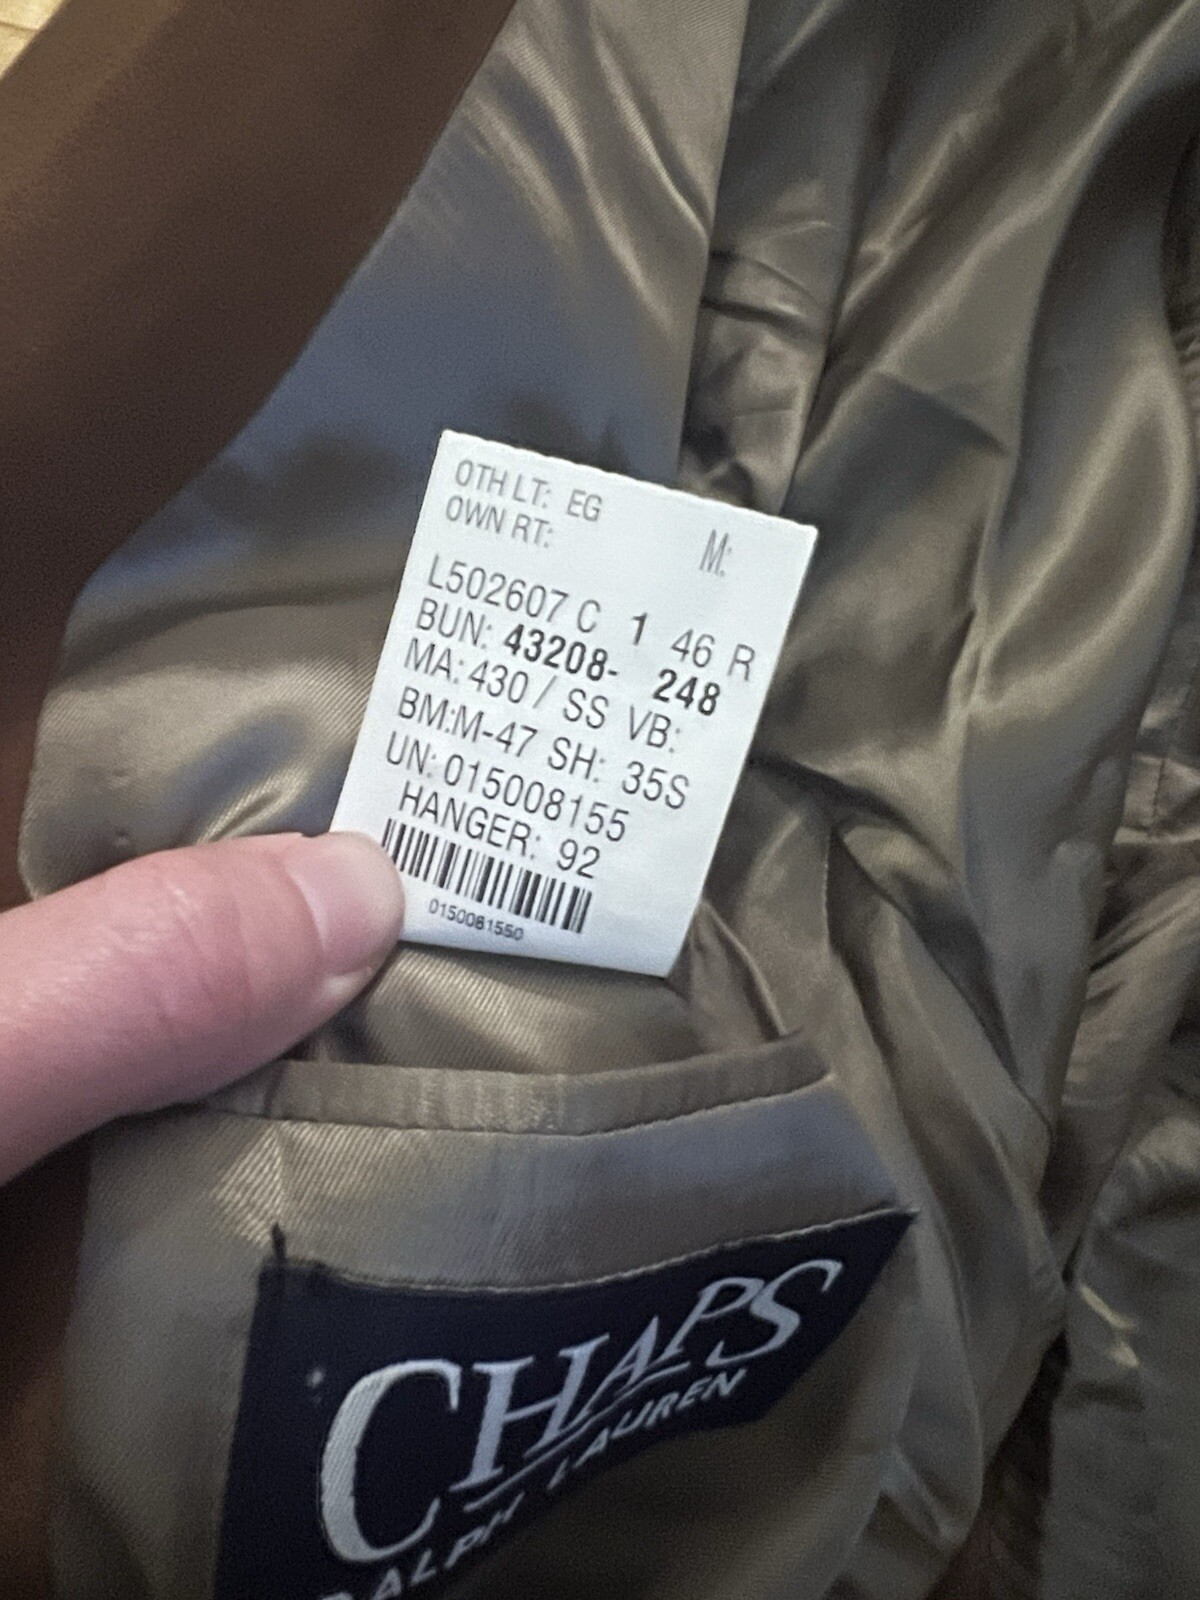 OTH LT: EG
OWN RT: M:
L502607 C 1 46 R
BUN: 43208- 248
MA: 430 / SS VB:
BM:M-47 SH: 35S
UN: 015008155
HANGER: 92
0150081550
CHAPS
RALPH LAUREN